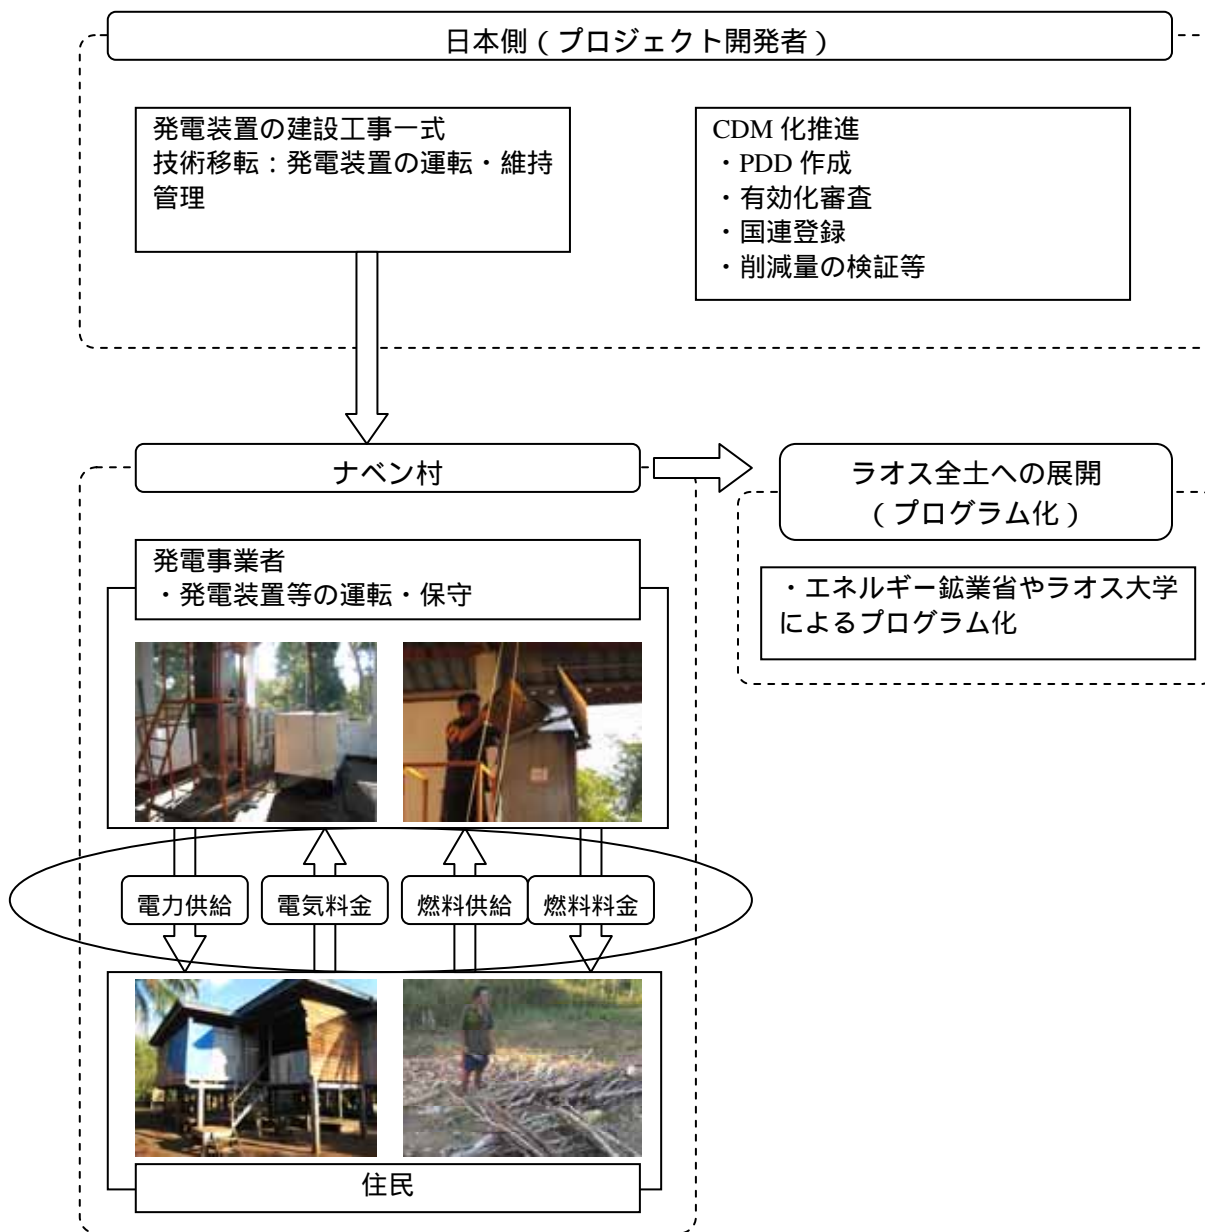 日本側(プロジェクト開発者)
発電装置の建設工事一式
技術移転:発電装置の運転・維持
管理
CDM 化推進
・PDD 作成
・有効化審査
・国連登録
・削減量の検証等
ナベン村
ラオス全土への展開
(プログラム化)
発電事業者
・発電装置等の運転・保守
・エネルギー鉱業省やラオス大学
によるプログラム化
電力供給
電気料金
燃料供給
燃料料金
住民